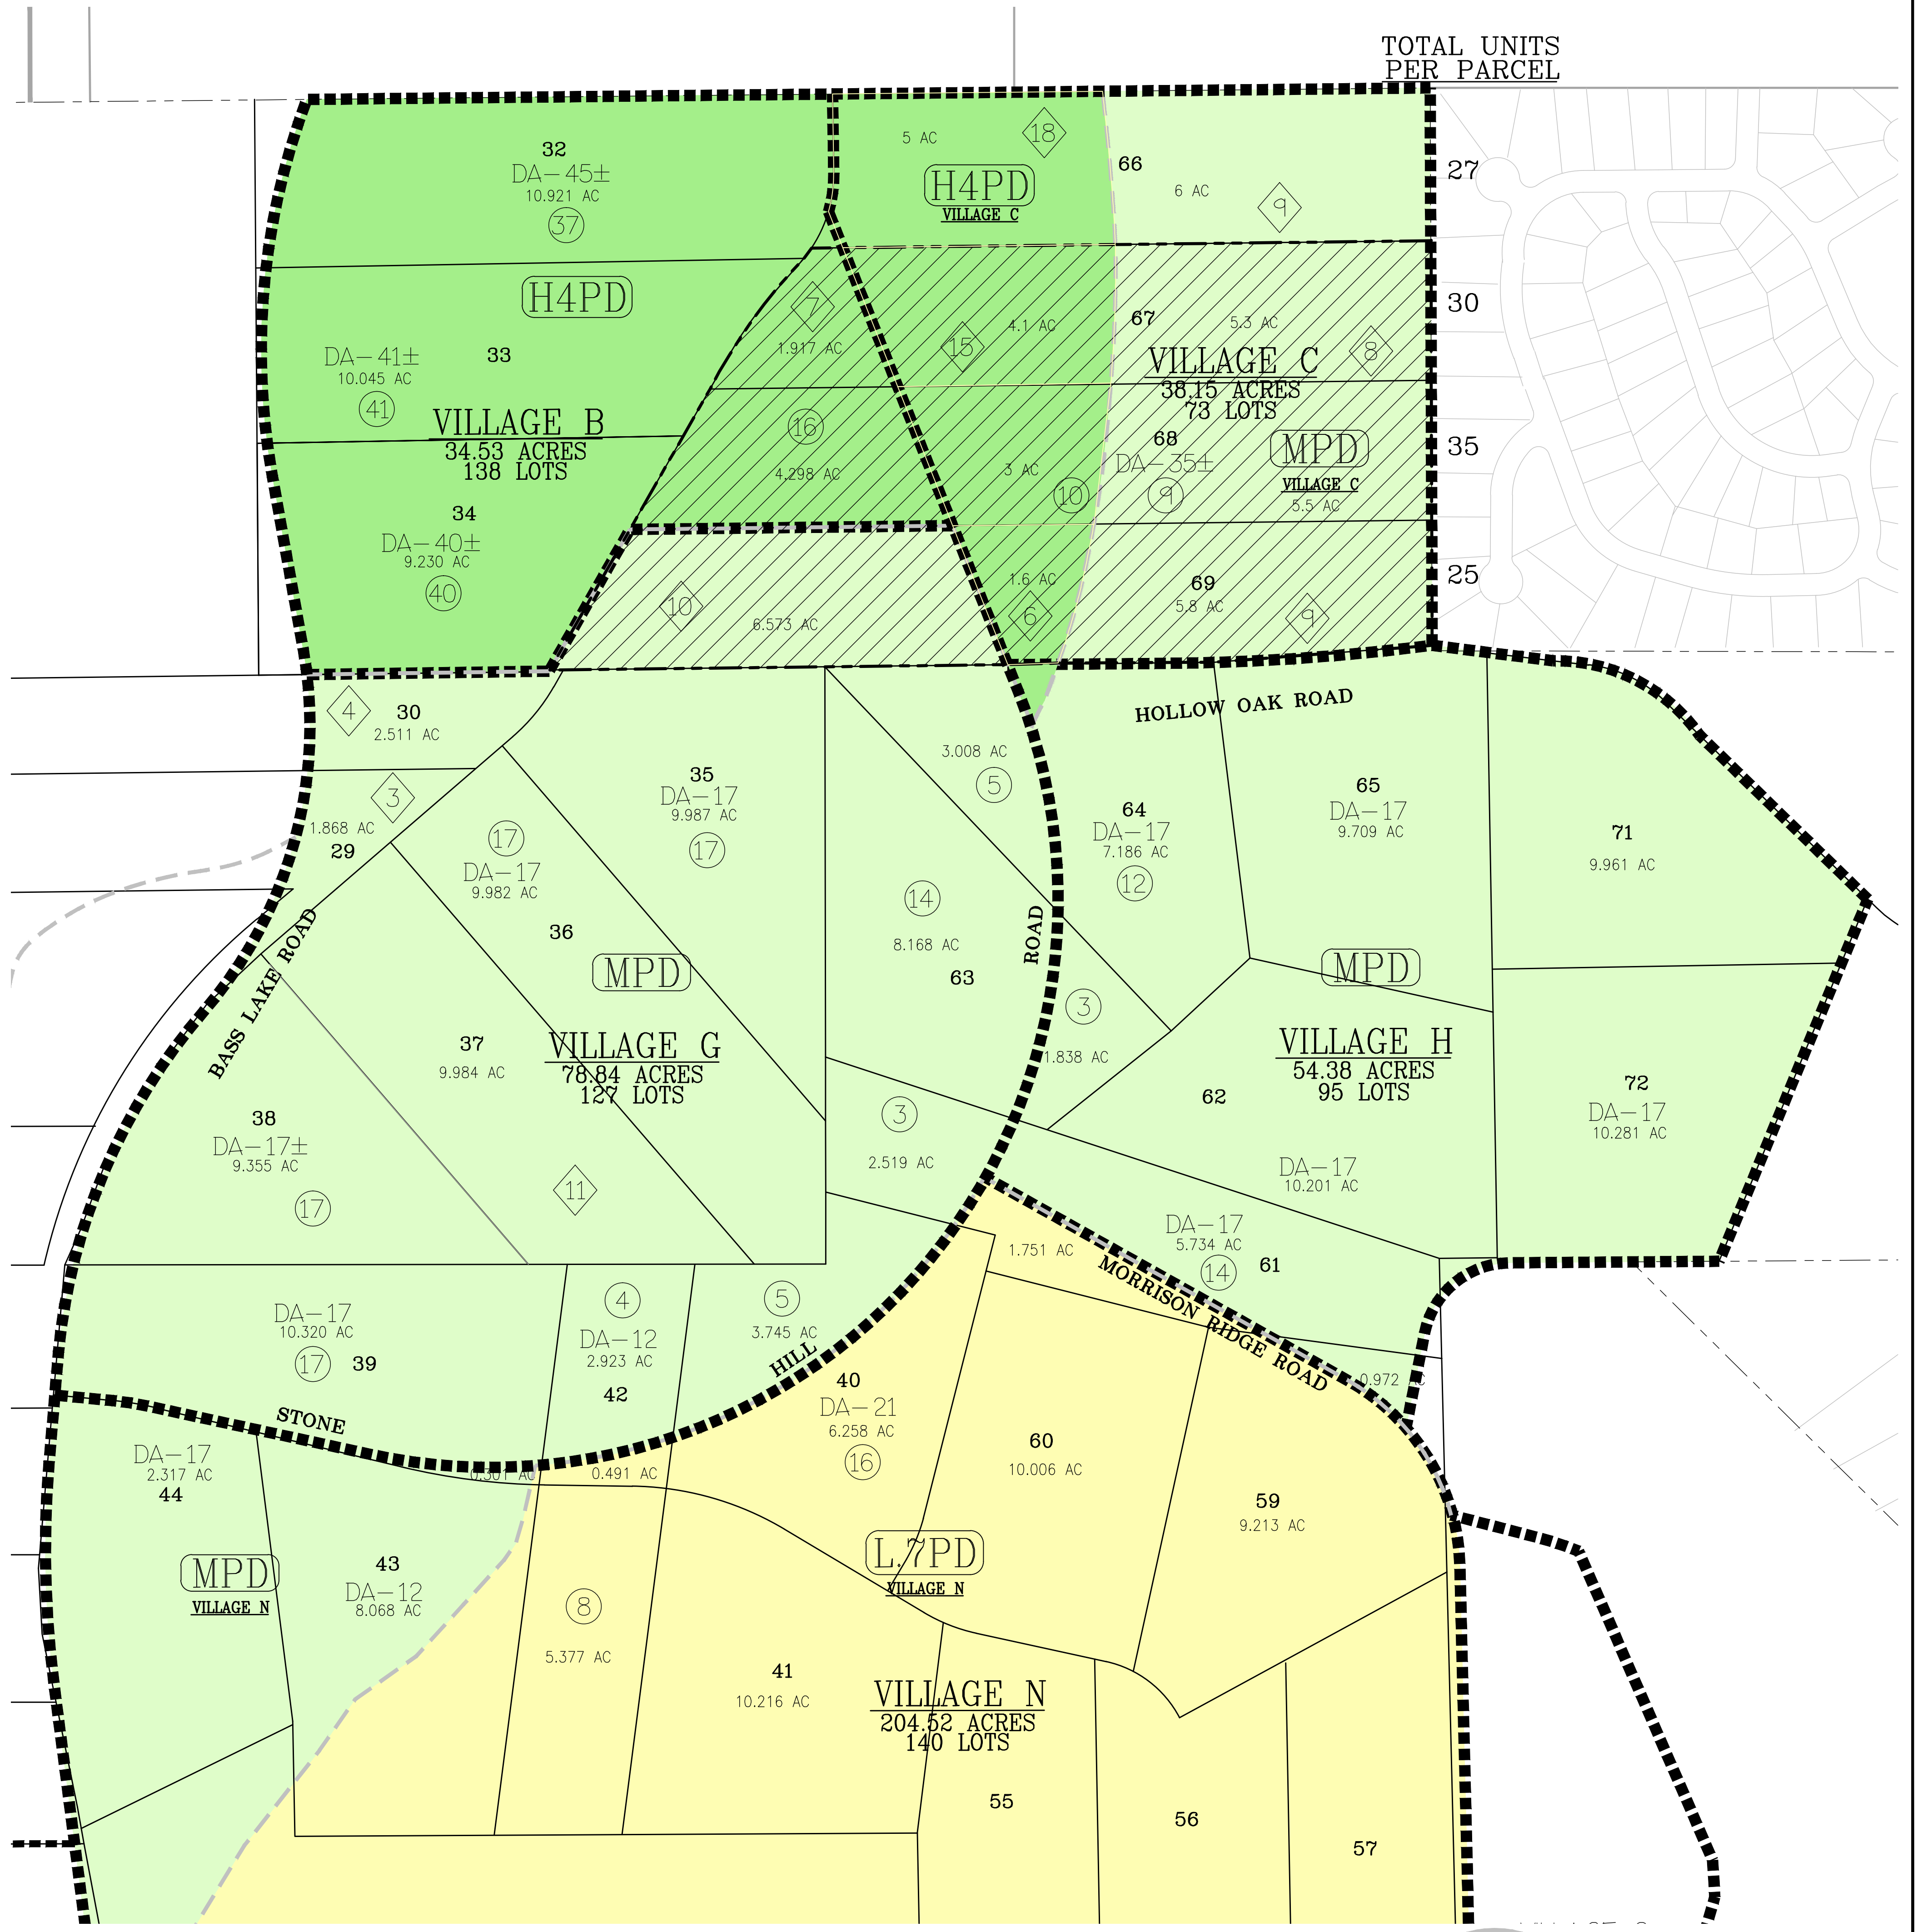 TOTAL UNITS
PER PARCEL
32
DA-45±
10.921 AC
37
5 AC
18
H4PD
VILLAGE C
66
6 AC
9
27
H4PD
33
DA-41±
10.045 AC
41
VILLAGE B
34.53 ACRES
138 LOTS
7
1.917 AC
15
4.1 AC
67
5.3 AC
8
30
VILLAGE C
38.15 ACRES
73 LOTS
16
4.298 AC
3 AC
10
68
DA-35±
9
MPD
VILLAGE C
5.5 AC
35
34
DA-40±
9.230 AC
40
10
6.573 AC
1.6 AC
6
69
5.8 AC
9
25
HOLLOW OAK ROAD
4
30
2.511 AC
3
1.868 AC
29
35
DA-17
9.987 AC
17
17
DA-17
9.982 AC
36
MPD
3.008 AC
5
14
8.168 AC
63
ROAD
64
DA-17
7.186 AC
12
65
DA-17
9.709 AC
71
9.961 AC
MPD
BASS LAKE ROAD
37
9.984 AC
VILLAGE G
78.84 ACRES
127 LOTS
3
1.838 AC
VILLAGE H
54.38 ACRES
95 LOTS
62
DA-17
10.201 AC
72
DA-17
10.281 AC
38
DA-17±
9.355 AC
17
11
3
2.519 AC
1.751 AC
DA-17
5.734 AC
14
61
MORRISON RIDGE ROAD
0.972 AC
DA-17
10.320 AC
17
39
4
DA-12
2.923 AC
42
5
3.745 AC
HILL
STONE
0.301 AC
0.491 AC
40
DA-21
6.258 AC
16
60
10.006 AC
59
9.213 AC
DA-17
2.317 AC
44
MPD
VILLAGE N
43
DA-12
8.068 AC
L.7PD
VILLAGE N
8
5.377 AC
41
10.216 AC
VILLAGE N
204.52 ACRES
140 LOTS
55
56
57